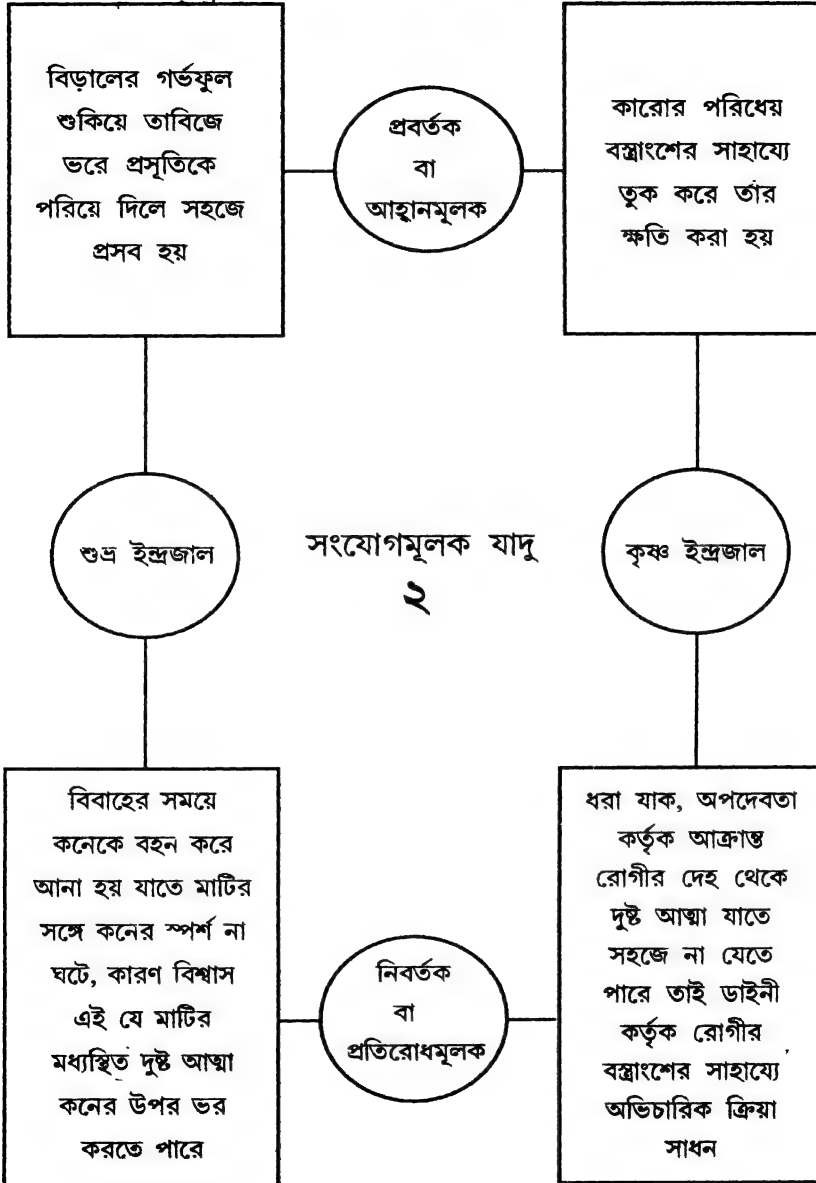 বিড়ালের গর্ভফুল
শুকিয়ে তাবিজে
ভরে প্রসূতিকে
পরিয়ে দিলে সহজে
প্রসব হয়
প্রবর্তক
বা
আহ্বানমূলক
কারোর পরিধেয়
বস্ত্রাংশের সাহায্যে
তুক করে তাঁর
ক্ষতি করা হয়
শুভ্র ইন্দ্রজাল
সংযোগমূলক যাদু
২
কৃষ্ণ ইন্দ্রজাল
বিবাহের সময়ে
কনেকে বহন করে
আনা হয় যাতে মাটির
সঙ্গে কনের স্পর্শ না
ঘটে, কারণ বিশ্বাস
এই যে মাটির
মধ্যস্থিত দুষ্ট আত্মা
কনের উপর ভর
করতে পারে
নিবর্তক
বা
প্রতিরোধমূলক
ধরা যাক, অপদেবতা
কর্তৃক আক্রান্ত
রোগীর দেহ থেকে
দুষ্ট আত্মা যাতে
সহজে না যেতে
পারে তাই ডাইনী
কর্তৃক রোগীর
বস্ত্রাংশের সাহায্যে
অভিচারিক ক্রিয়া
সাধন